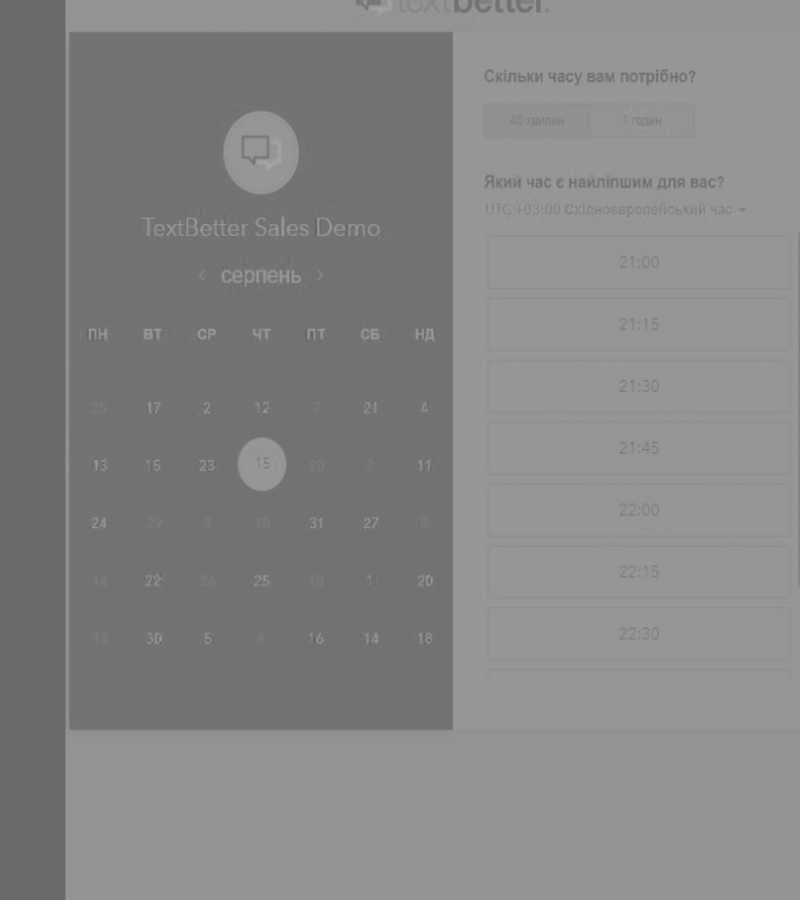 textbetter.
TextBetter Sales Demo
‹ серпень ›
ПН ВТ СР ЧТ ПТ СБ НД
25 17 2 12 7 21 4
13 15 23 15 20 2 11
24 29 3 10 31 27 8
14 22 26 25 18 1 20
13 30 5 6 16 14 18
Скільки часу вам потрібно?
40 хвилин 1 годин
Який час є найліпшим для вас?
UTC +03:00 Східноєвропейський час
21:00
21:15
21:30
21:45
22:00
22:15
22:30